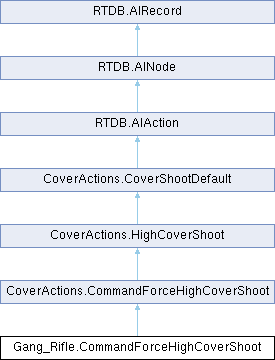 RTDB.AIRecord
RTDB.AINode
RTDB.AIAction
CoverActions.CoverShootDefault
CoverActions.HighCoverShoot
CoverActions.CommandForceHighCoverShoot
Gang_Rifle.CommandForceHighCoverShoot